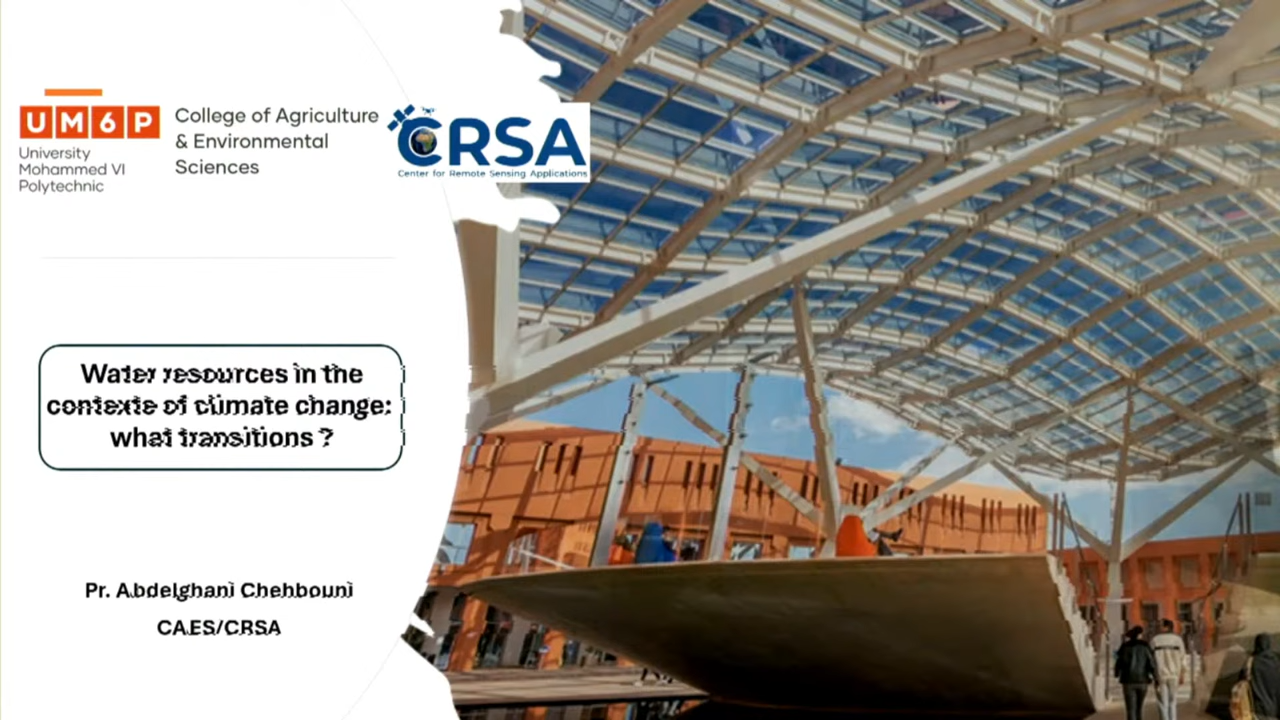 UM6P
University
Mohammed VI
Polytechnic
College of Agriculture
& Environmental
Sciences
CRSA
Center for Remote Sensing Applications
Water resources in the
contexte of climate change:
what transitions ?
Pr. Abdelghani Chehbouni
CAES/CRSA